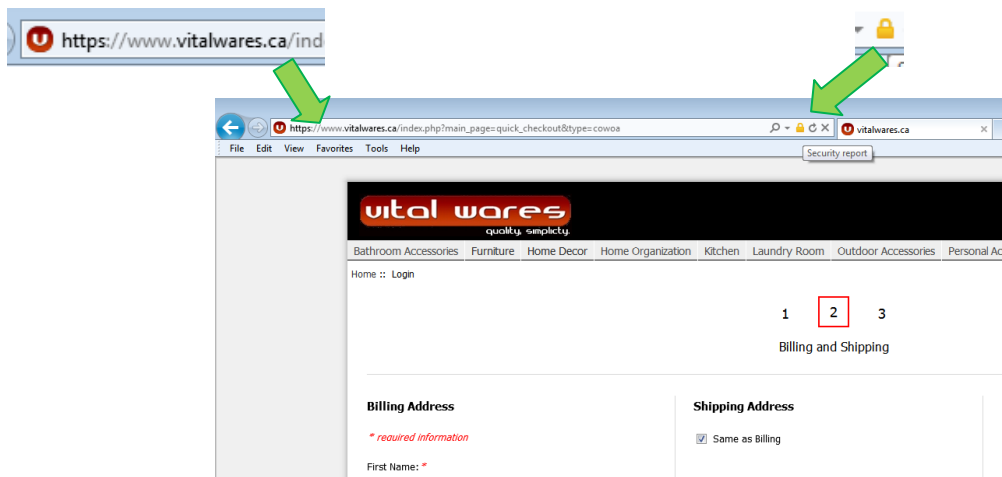 https://www.vitalwares.ca/ind
https://www.vitalwares.ca/index.php?main_page=quick_checkout&type=cowoa
vitalwares.ca
File Edit View Favorites Tools Help
Security report
vital wares
quality, simplicty.
Bathroom Accessories Furniture Home Decor Home Organization Kitchen Laundry Room Outdoor Accessories Personal Ac
Home :: Login
1 2 3
Billing and Shipping
Billing Address Shipping Address
* required information
Same as Billing
First Name: *